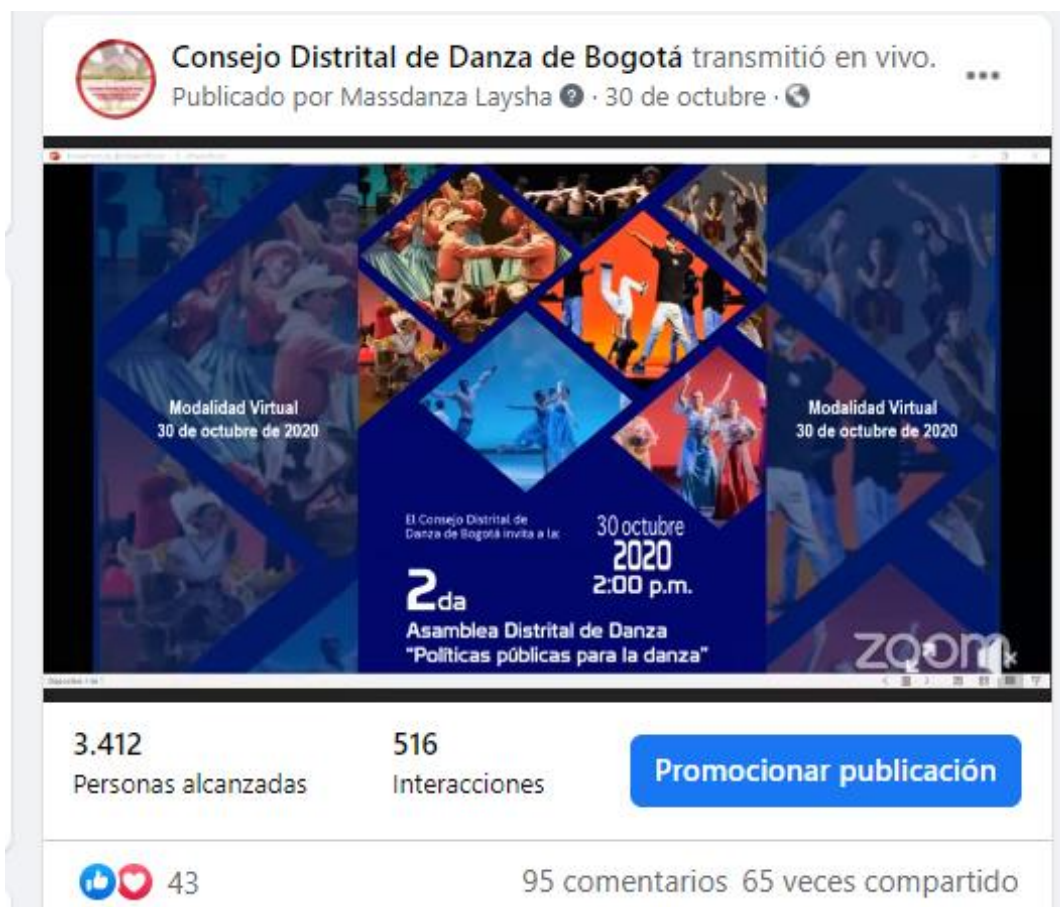 Consejo Distrital de Danza de Bogotá transmitió en vivo.
Publicado por Massdanza Laysha · 30 de octubre ·
Modalidad Virtual
30 de octubre de 2020
Modalidad Virtual
30 de octubre de 2020
El Consejo Distrital de
Danza de Bogotá invita a la:
30 octubre
2020
2:00 p.m.
2da
Asamblea Distrital de Danza
"Políticas públicas para la danza"
zoom
3.412
Personas alcanzadas
516
Interacciones
Promocionar publicación
43
95 comentarios 65 veces compartido